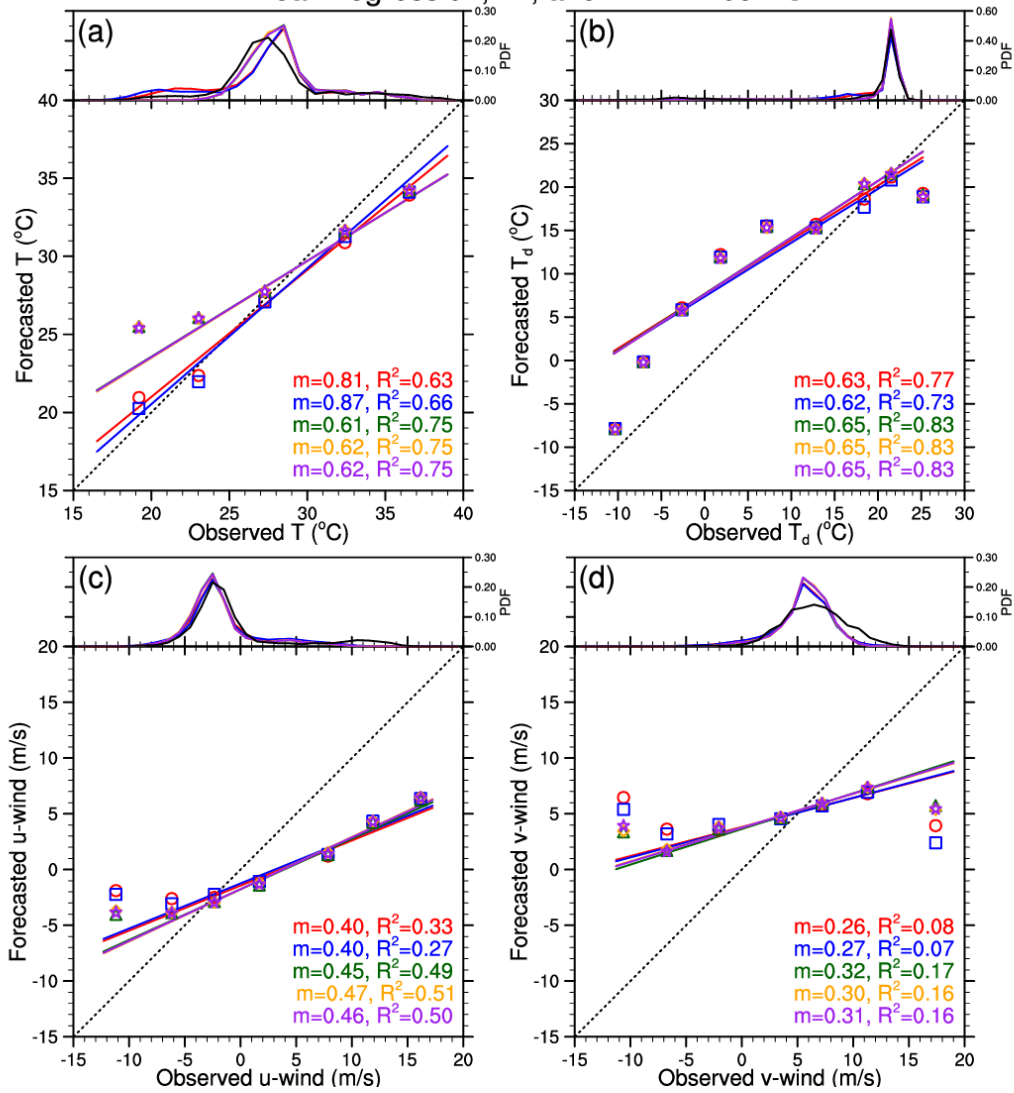 (a)
0.30
0.20
0.10
0.00
PDF
40
35
30
25
20
15
Forecasted T (°C)
m=0.81, R²=0.63
m=0.87, R²=0.66
m=0.61, R²=0.75
m=0.62, R²=0.75
m=0.62, R²=0.75
15 20 25 30 35 40
Observed T (°C)
(b)
0.60
0.40
0.20
0.00
PDF
30
25
20
15
10
5
0
-5
-10
-15
Forecasted Td (°C)
m=0.63, R²=0.77
m=0.62, R²=0.73
m=0.65, R²=0.83
m=0.65, R²=0.83
m=0.65, R²=0.83
-15 -10 -5 0 5 10 15 20 25 30
Observed Td (°C)
(c)
0.30
0.20
0.10
0.00
PDF
20
15
10
5
0
-5
-10
-15
Forecasted u-wind (m/s)
m=0.40, R²=0.33
m=0.40, R²=0.27
m=0.45, R²=0.49
m=0.47, R²=0.51
m=0.46, R²=0.50
-15 -10 -5 0 5 10 15 20
Observed u-wind (m/s)
(d)
0.30
0.20
0.10
0.00
PDF
20
15
10
5
0
-5
-10
-15
Forecasted v-wind (m/s)
m=0.26, R²=0.08
m=0.27, R²=0.07
m=0.32, R²=0.17
m=0.30, R²=0.16
m=0.31, R²=0.16
-15 -10 -5 0 5 10 15 20
Observed v-wind (m/s)